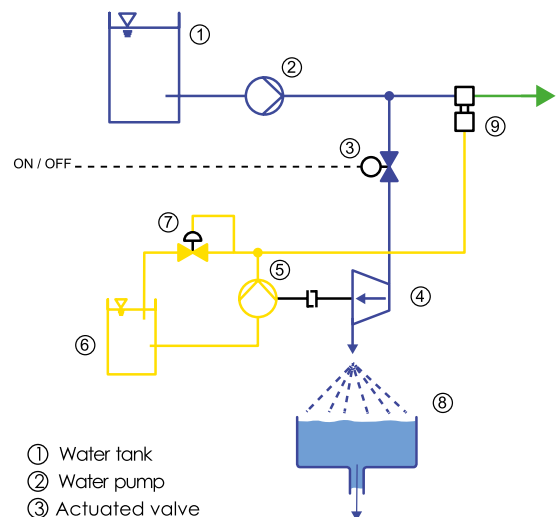 ①
②
⑨
③
ON / OFF
⑦
⑤
④
⑥
⑧
① Water tank
② Water pump
③ Actuated valve